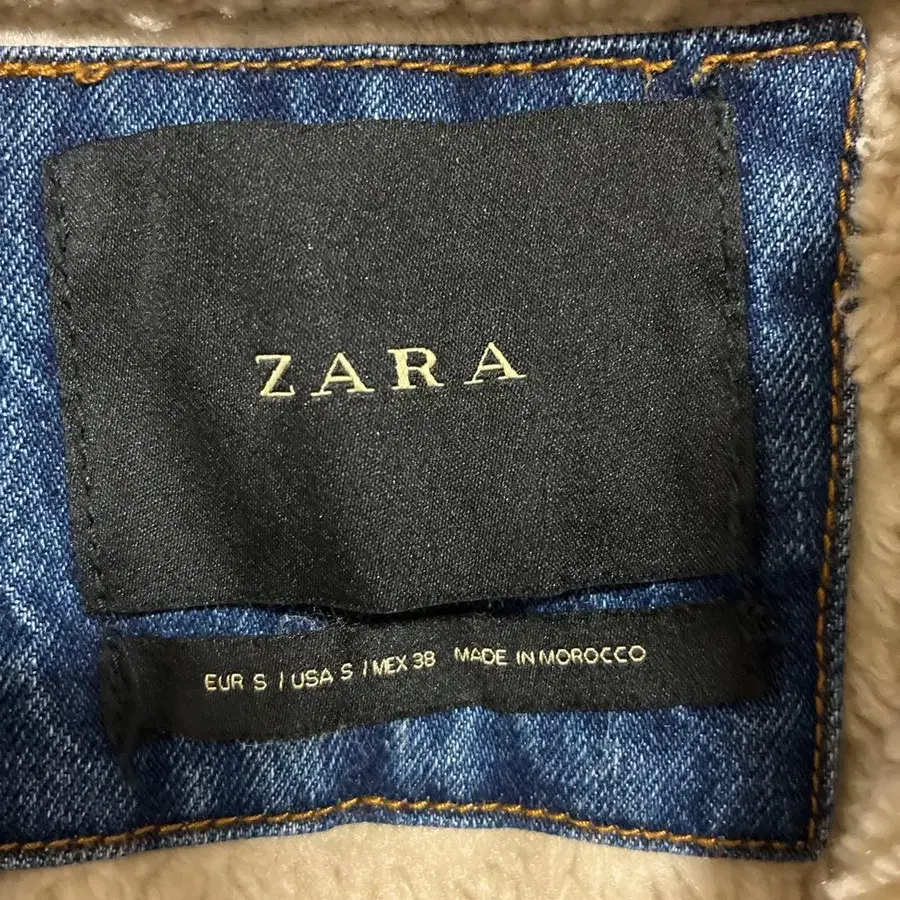 ZARA
EUR S / USA S / MEX 38 MADE IN MOROCCO